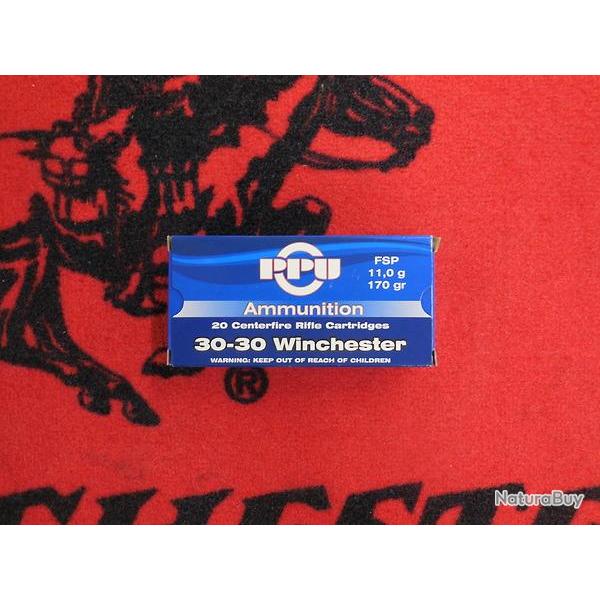 PPU
FSP
11,0 g
170 gr
Ammunition
20 Centerfire Rifle Cartridges
30-30 Winchester
WARNING: KEEP OUT OF REACH OF CHILDREN
®
CHESTE
NaturaBuy